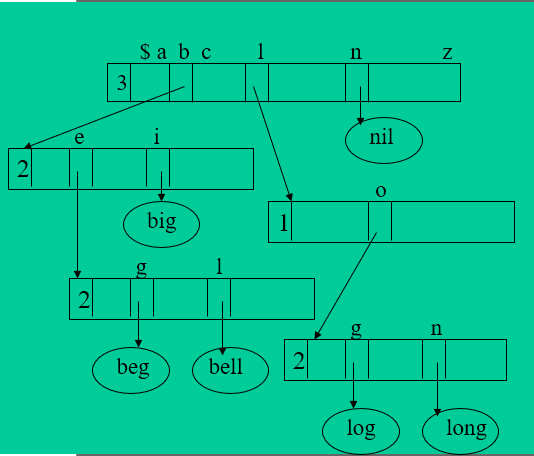 $ a b c l n z
3
nil
e i
2
big
o
1
g l
2
beg bell
g n
2
log long